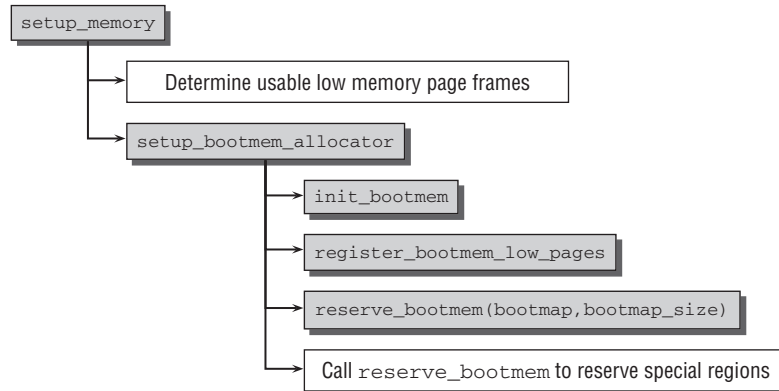 setup_memory
Determine usable low memory page frames
setup_bootmem_allocator
init_bootmem
register_bootmem_low_pages
reserve_bootmem(bootmap,bootmap_size)
Call reserve_bootmem to reserve special regions